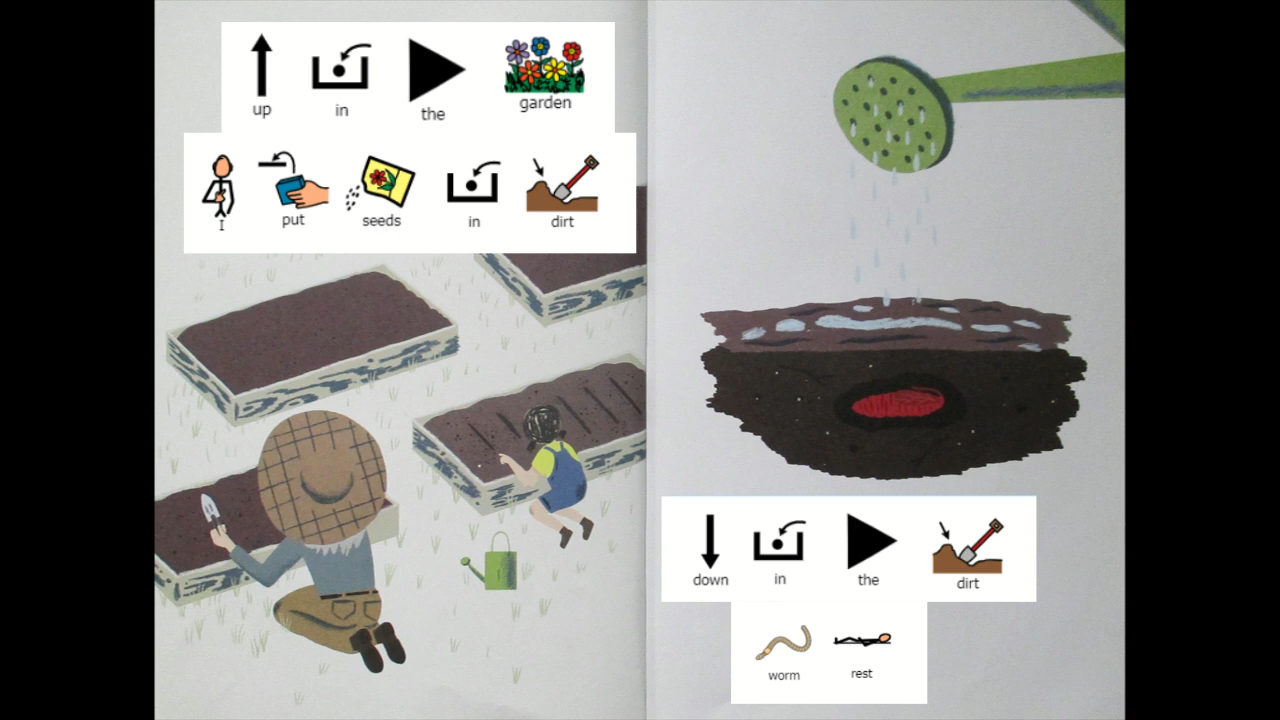 up in the garden
I put seeds in dirt
down in the dirt
worm rest